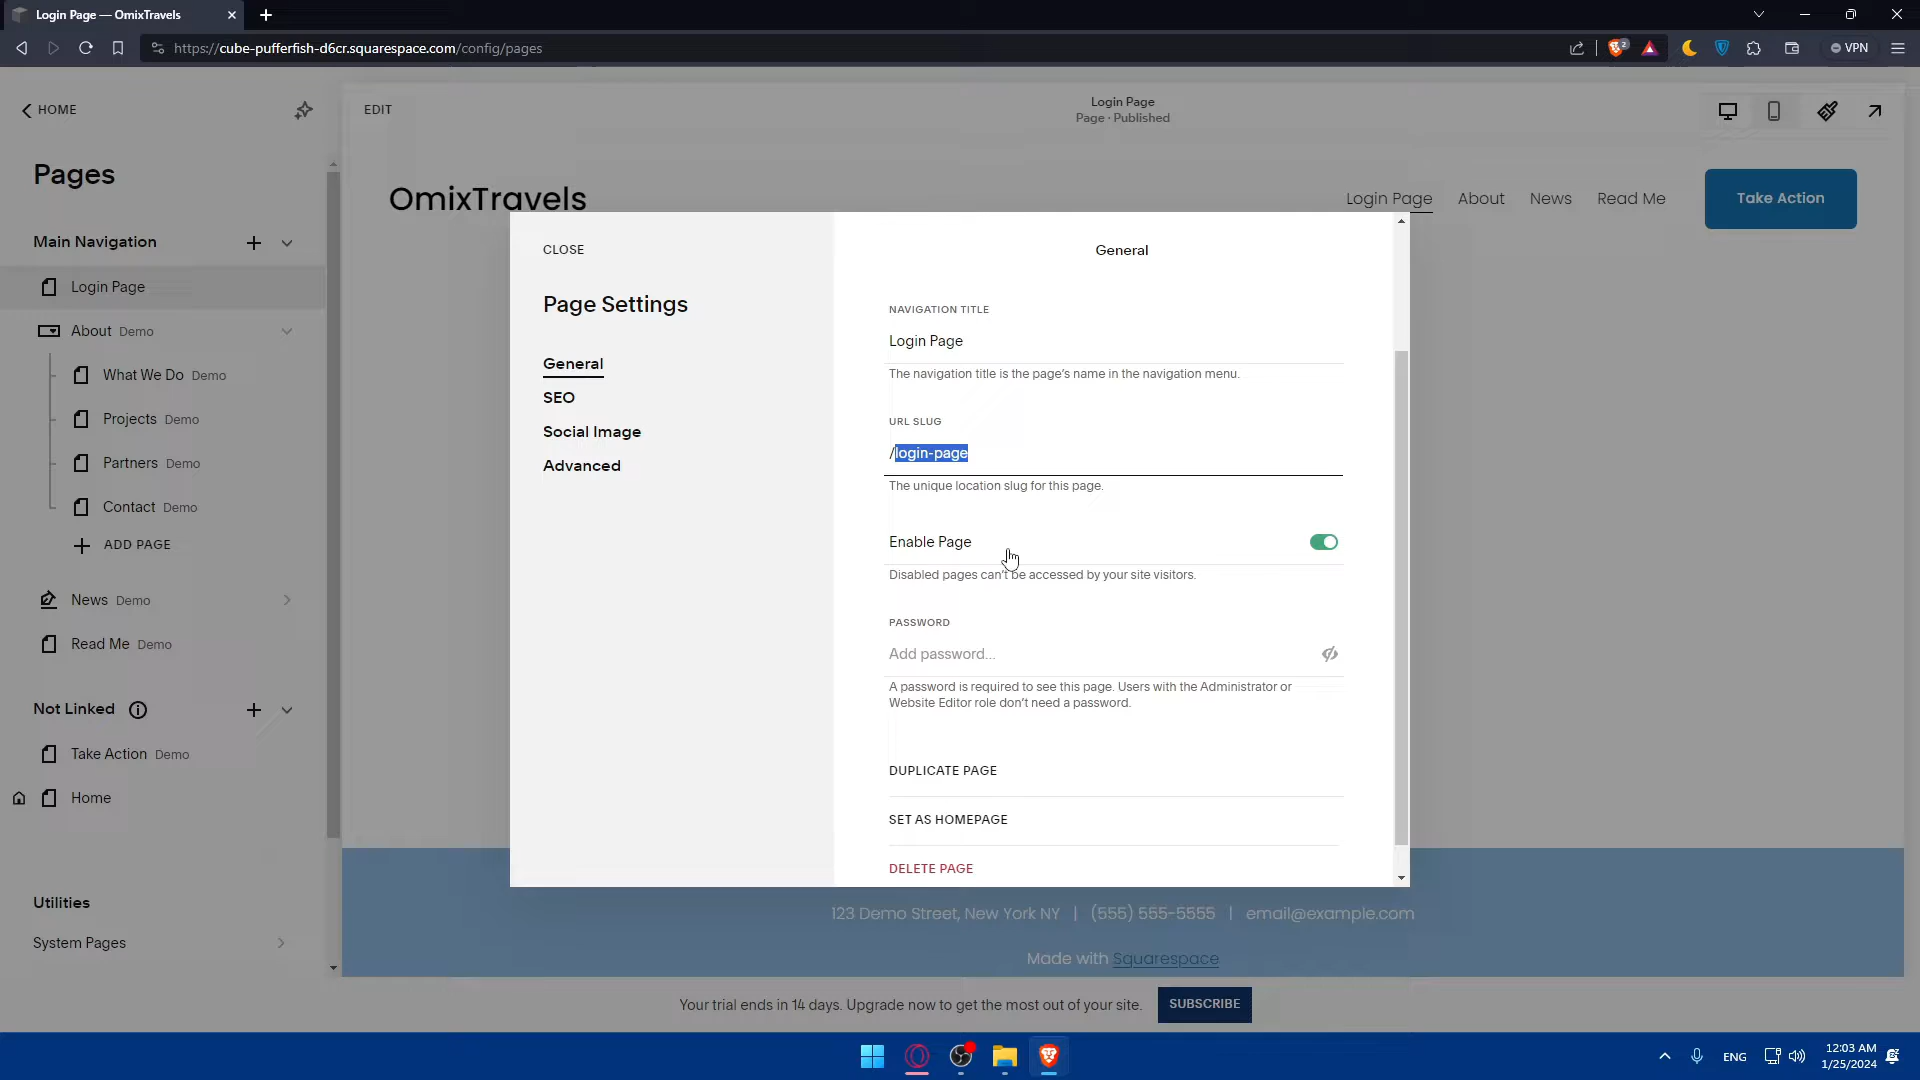 Login Page — OmixTravels
https://cube-pufferfish-d6cr.squarespace.com/config/pages
2
VPN
HOME
EDIT
Login Page
Page · Published
Pages
OmixTravels
Login Page
About
News
Read Me
Take Action
Main Navigation
Login Page
About Demo
What We Do Demo
Projects Demo
Partners Demo
Contact Demo
ADD PAGE
News Demo
Read Me Demo
Not Linked
Take Action Demo
Home
Utilities
System Pages
CLOSE
Page Settings
General
SEO
Social Image
Advanced
General
NAVIGATION TITLE
Login Page
The navigation title is the page's name in the navigation menu.
URL SLUG
/login-page
The unique location slug for this page.
Enable Page
Disabled pages can't be accessed by your site visitors.
PASSWORD
Add password...
A password is required to see this page. Users with the Administrator or
Website Editor role don't need a password.
DUPLICATE PAGE
SET AS HOMEPAGE
DELETE PAGE
123 Demo Street, New York NY | (555) 555-5555 | email@example.com
Made with Squarespace
Your trial ends in 14 days. Upgrade now to get the most out of your site.
SUBSCRIBE
ENG
12:03 AM
1/25/2024